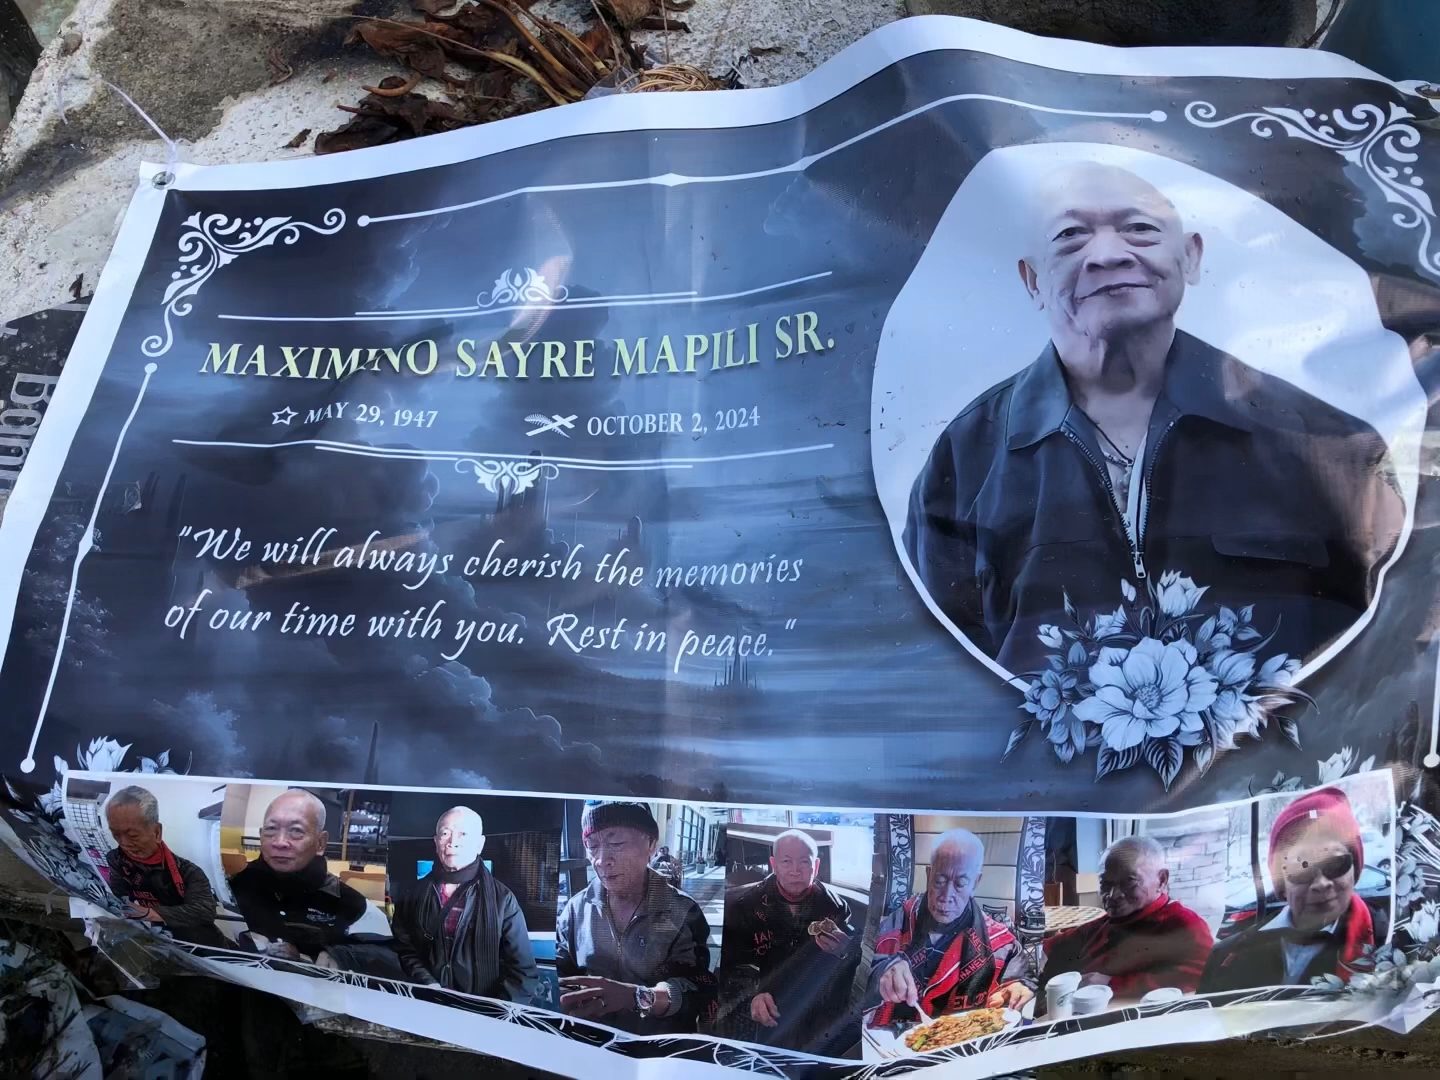 MAXIMINO SAYRE MAPILI SR.
MAY 29, 1947
OCTOBER 2, 2024
"We will always cherish the memories
of our time with you. Rest in peace."